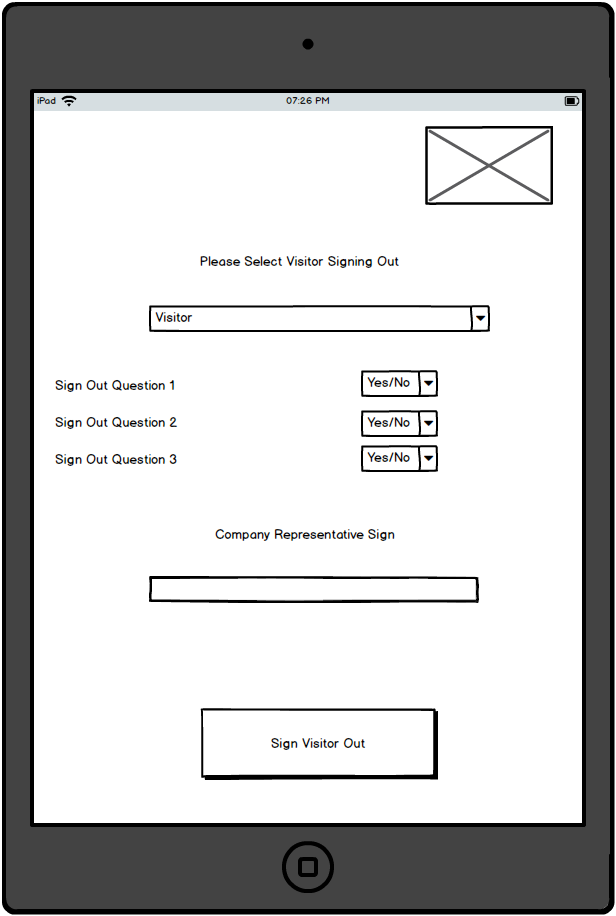 iPad 07:26 PM
Please Select Visitor Signing Out
Visitor
Sign Out Question 1 Yes/No
Sign Out Question 2 Yes/No
Sign Out Question 3 Yes/No
Company Representative Sign
Sign Visitor Out